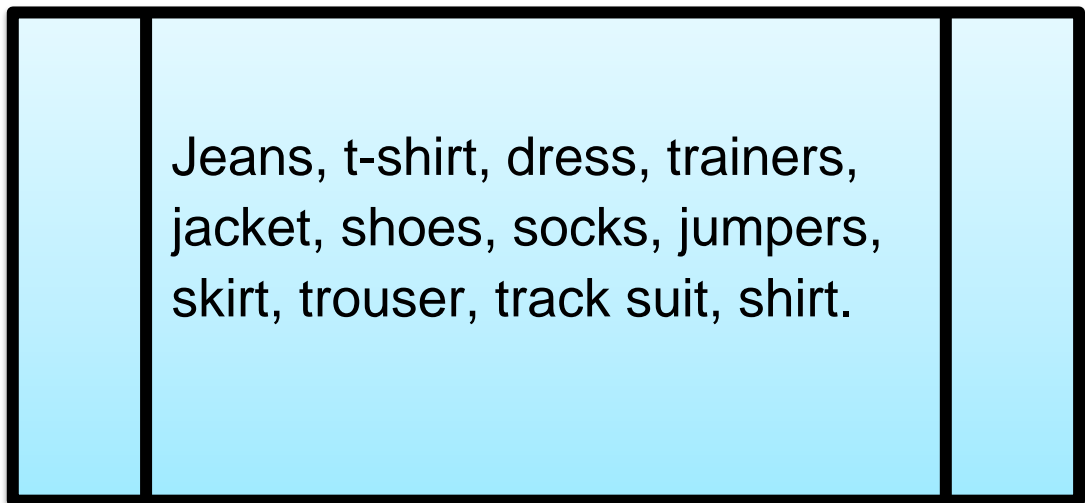 Jeans, t-shirt, dress, trainers,
jacket, shoes, socks, jumpers,
skirt, trouser, track suit, shirt.